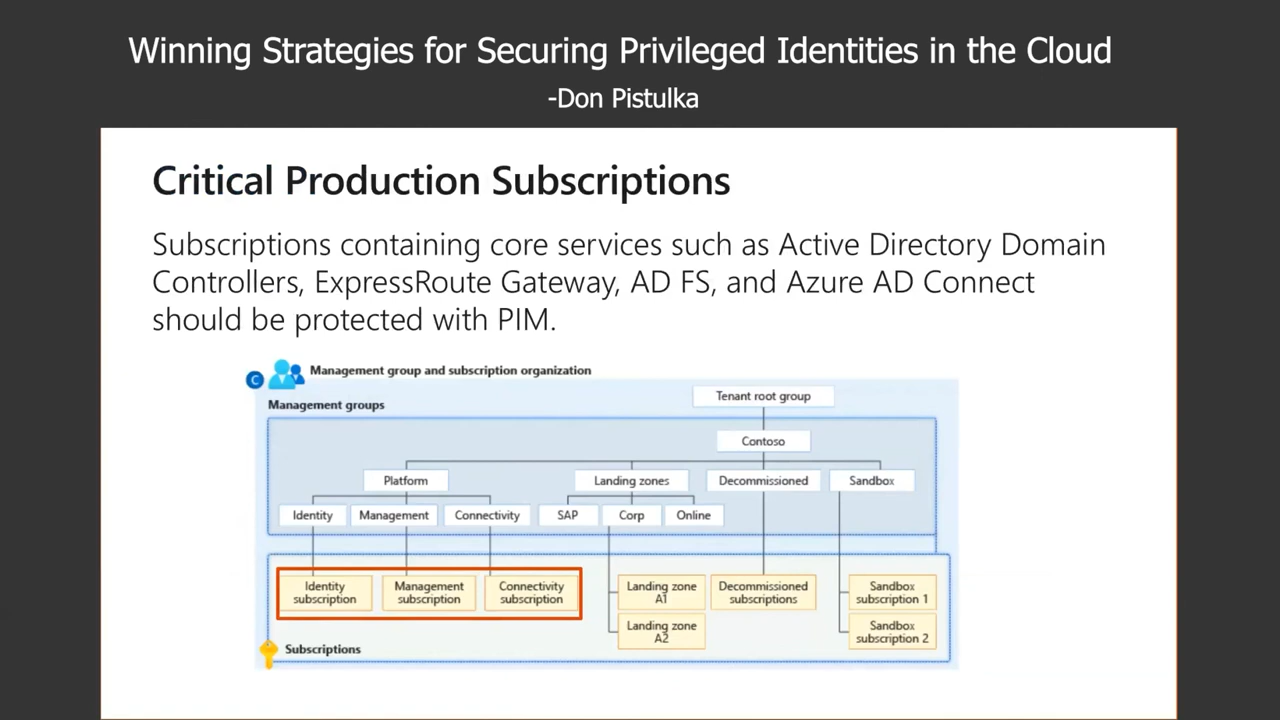 Winning Strategies for Securing Privileged Identities in the Cloud
-Don Pistulka
Critical Production Subscriptions
Subscriptions containing core services such as Active Directory Domain
Controllers, ExpressRoute Gateway, AD FS, and Azure AD Connect
should be protected with PIM.
C
Management group and subscription organization
Management groups
Tenant root group
Contoso
Platform
Landing zones
Decommissioned
Sandbox
Identity
Management
Connectivity
SAP
Corp
Online
Identity
subscription
Management
subscription
Connectivity
subscription
Landing zone
A1
Decommissioned
subscriptions
Sandbox
subscription 1
Landing zone
A2
Sandbox
subscription 2
Subscriptions